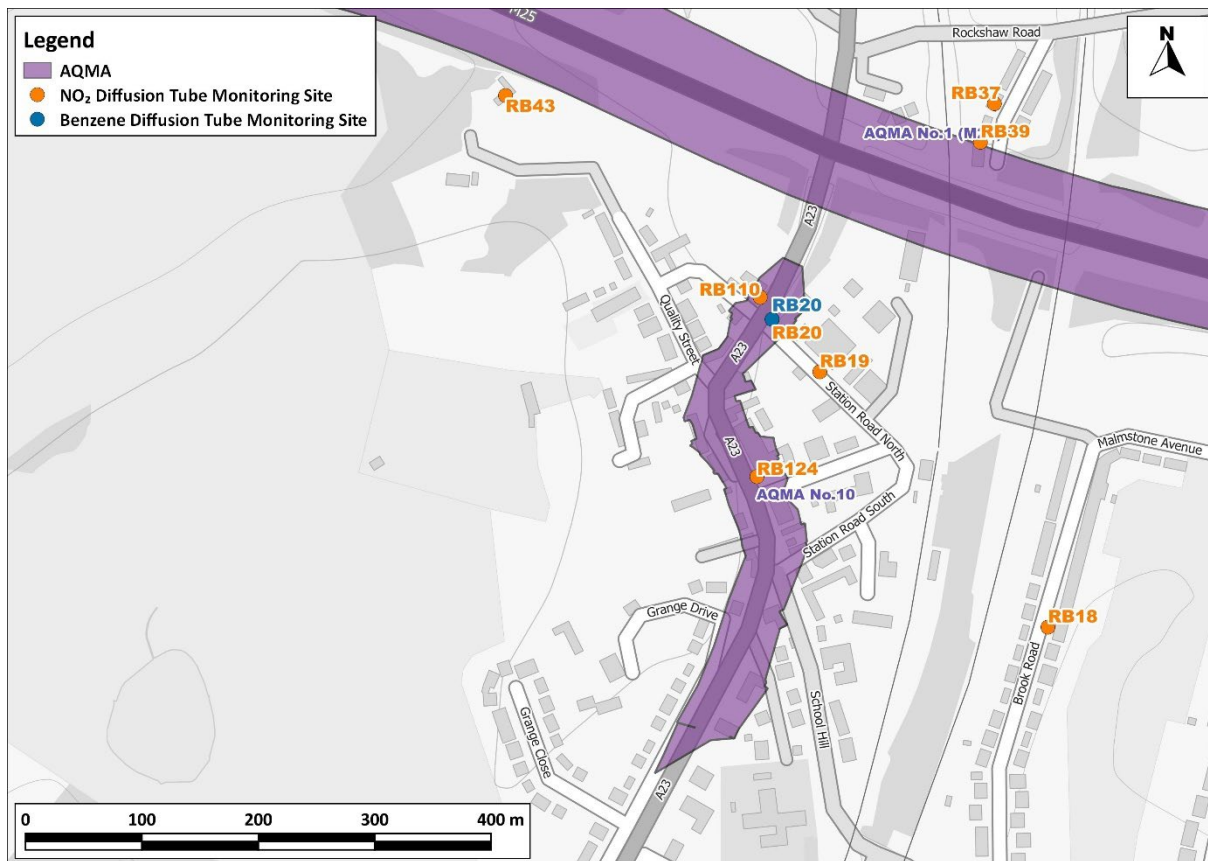 Legend
AQMA
NO₂ Diffusion Tube Monitoring Site
Benzene Diffusion Tube Monitoring Site
M25
Rockshaw Road
N
RB43
RB37
AQMA No.1 (M
RB39
A23
RB110
RB20
RB20
Quality Street
A23
RB19
Station Road North
A23
RB124
AQMA No.10
Malmstone Avenue
Station Road South
Grange Drive
RB18
Brook Road
School Hill
Grange Close
A23
0 100 200 300 400 m